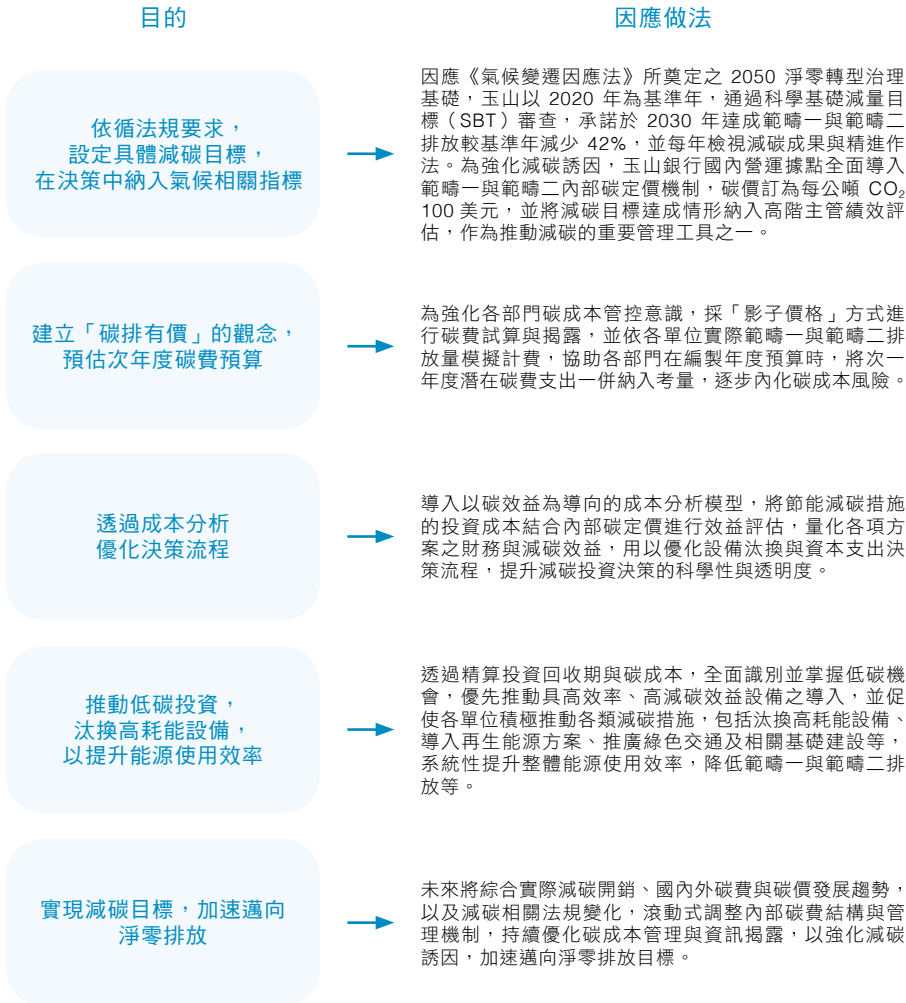 目的
因應做法
依循法規要求，
設定具體減碳目標，
在決策中納入氣候相關指標
因應《氣候變遷因應法》所奠定之 2050 淨零轉型治理
基礎，玉山以 2020 年為基準年，通過科學基礎減量目
標（SBT）審查，承諾於 2030 年達成範疇一與範疇二
排放較基準年減少 42%，並每年檢視減碳成果與精進作
法。為強化減碳誘因，玉山銀行國內營運據點全面導入
範疇一與範疇二內部碳定價機制，碳價訂為每公噸 CO₂
100 美元，並將減碳目標達成情形納入高階主管績效評
估，作為推動減碳的重要管理工具之一。
建立「碳排有價」的觀念，
預估次年度碳費預算
為強化各部門碳成本管控意識，採「影子價格」方式進
行碳費試算與揭露，並依各單位實際範疇一與範疇二排
放量模擬計費，協助各部門在編製年度預算時，將次一
年度潛在碳費支出一併納入考量，逐步內化碳成本風險。
透過成本分析
優化決策流程
導入以碳效益為導向的成本分析模型，將節能減碳措施
的投資成本結合內部碳定價進行效益評估，量化各項方
案之財務與減碳效益，用以優化設備汰換與資本支出決
策流程，提升減碳投資決策的科學性與透明度。
推動低碳投資，
汰換高耗能設備，
以提升能源使用效率
透過精算投資回收期與碳成本，全面識別並掌握低碳機
會，優先推動具高效率、高減碳效益設備之導入，並促
使各單位積極推動各類減碳措施，包括汰換高耗能設備、
導入再生能源方案、推廣綠色交通及相關基礎建設等，
系統性提升整體能源使用效率，降低範疇一與範疇二排
放等。
實現減碳目標，加速邁向
淨零排放
未來將綜合實際減碳開銷、國內外碳費與碳價發展趨勢，
以及減碳相關法規變化，滾動式調整內部碳費結構與管
理機制，持續優化碳成本管理與資訊揭露，以強化減碳
誘因，加速邁向淨零排放目標。